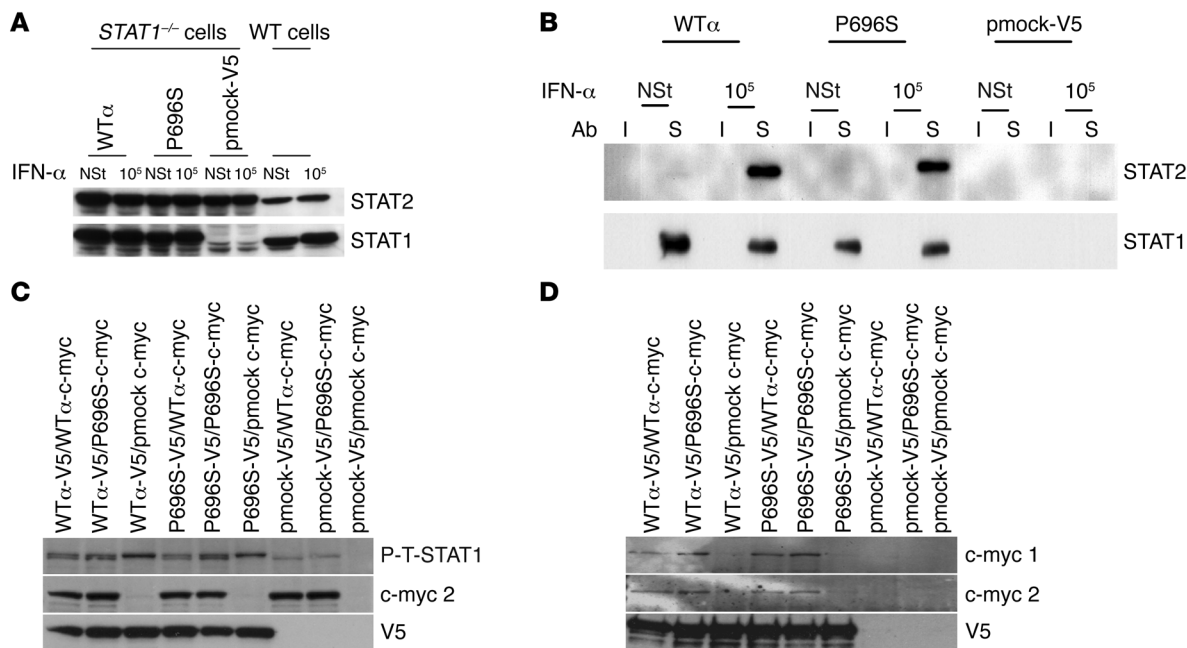 A
STAT1–/– cells WT cells
WTα P696S pmock-V5
IFN-α NSt 10⁵ NSt 10⁵ NSt 10⁵ NSt 10⁵
STAT2
STAT1
B
WTα P696S pmock-V5
IFN-α NSt 10⁵ NSt 10⁵ NSt 10⁵
Ab I S I S I S I S I S I S
STAT2
STAT1
C
WTα-V5/WTα-c-myc
WTα-V5/P696S-c-myc
WTα-V5/pmock c-myc
P696S-V5/WTα-c-myc
P696S-V5/P696S-c-myc
P696S-V5/pmock c-myc
pmock-V5/WTα-c-myc
pmock-V5/P696S-c-myc
pmock-V5/pmock c-myc
P-T-STAT1
c-myc 2
V5
D
WTα-V5/WTα-c-myc
WTα-V5/P696S-c-myc
WTα-V5/pmock c-myc
P696S-V5/WTα-c-myc
P696S-V5/P696S-c-myc
P696S-V5/pmock c-myc
pmock-V5/WTα-c-myc
pmock-V5/P696S-c-myc
pmock-V5/pmock c-myc
c-myc 1
c-myc 2
V5